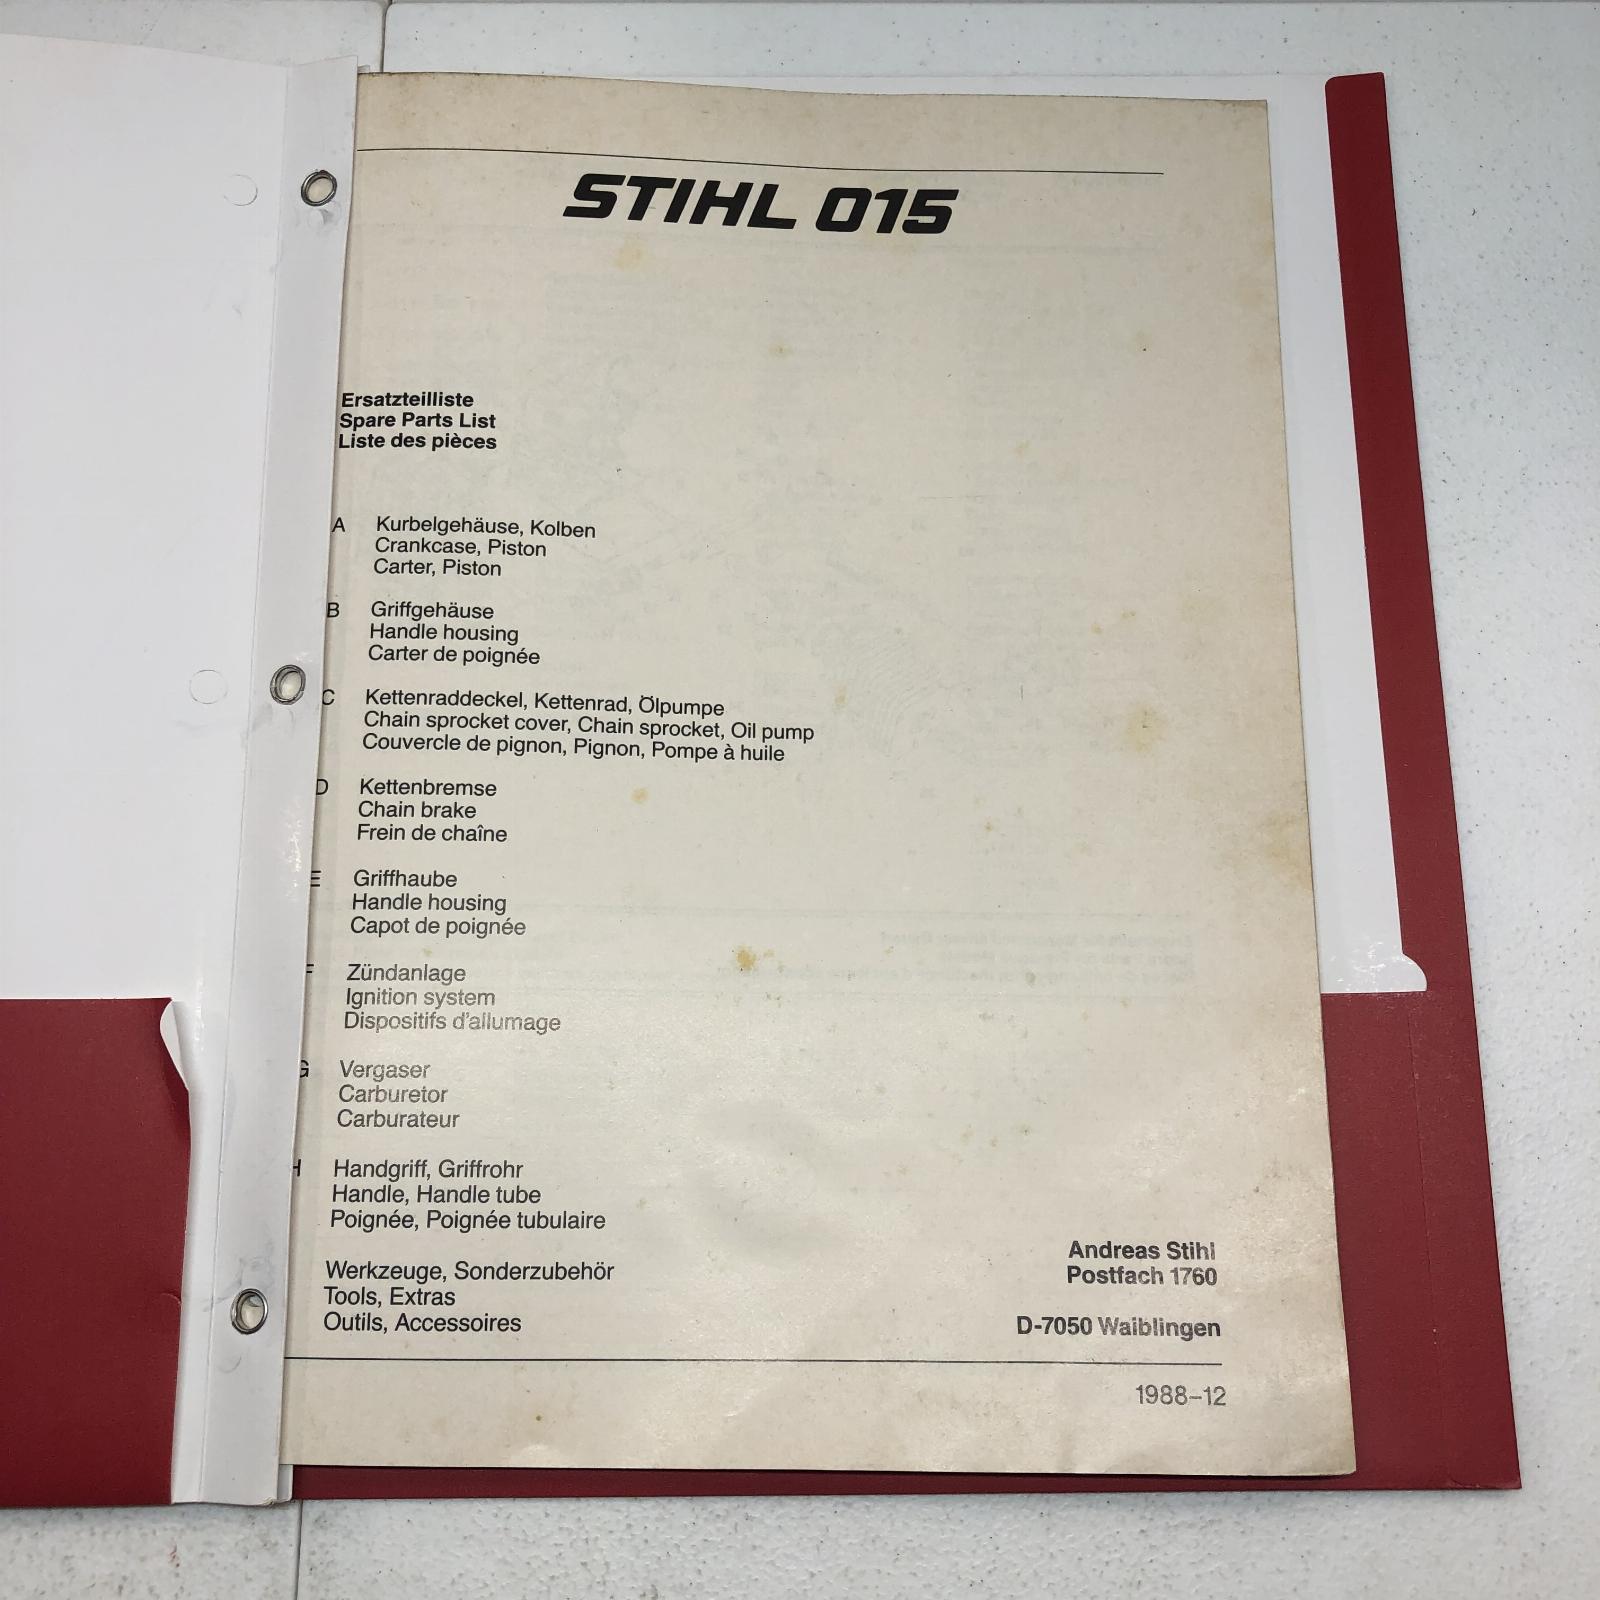 STIHL 015
Ersatzteilliste
Spare Parts List
Liste des pièces
A Kurbelgehäuse, Kolben
Crankcase, Piston
Carter, Piston
B Griffgehäuse
Handle housing
Carter de poignée
C Kettenraddeckel, Kettenrad, Ölpumpe
Chain sprocket cover, Chain sprocket, Oil pump
Couvercle de pignon, Pignon, Pompe à huile
D Kettenbremse
Chain brake
Frein de chaîne
E Griffhaube
Handle housing
Capot de poignée
F Zündanlage
Ignition system
Dispositifs d'allumage
G Vergaser
Carburetor
Carburateur
H Handgriff, Griffrohr
Handle, Handle tube
Poignée, Poignée tubulaire
Werkzeuge, Sonderzubehör
Tools, Extras
Outils, Accessoires
Andreas Stihl
Postfach 1760
D-7050 Waiblingen
1988–12